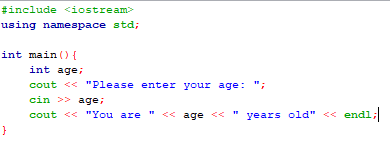 #include <iostream>
using namespace std;

int main(){
    int age;
    cout << "Please enter your age: ";
    cin >> age;
    cout << "You are " << age << " years old" << endl;
}